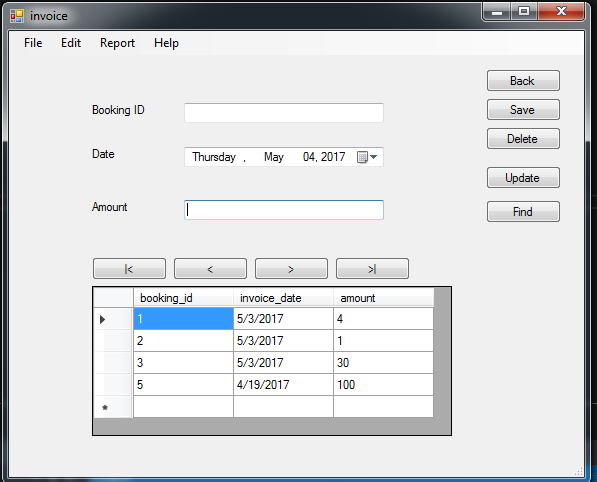 invoice
File Edit Report Help
Back
Booking ID
Save
Delete
Date Thursday , May 04, 2017
Update
Amount
Find
|< < > >|
booking_id invoice_date amount
1 5/3/2017 4
2 5/3/2017 1
3 5/3/2017 30
5 4/19/2017 100
*